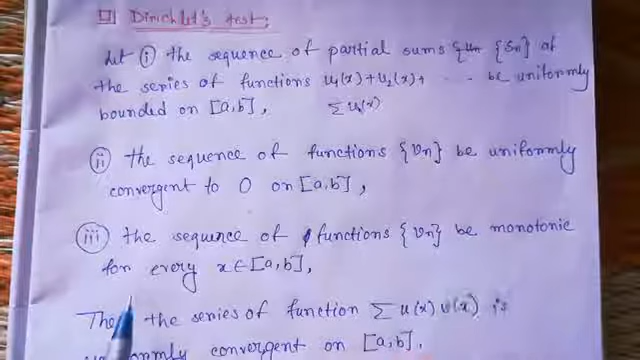 Dirichlet's test:
Let (i) the sequence of partial sums {Sn} of
the series of functions u₁(x)+u₂(x)+ ... be uniformly
bounded on [a,b], Σu(x)
(ii) the sequence of functions {vn} be uniformly
convergent to 0 on [a,b],
(iii) the sequence of functions {vn} be monotonic
for every x∈[a,b],
the series of function Σ u(x) v(x) is
convergent on [a,b].